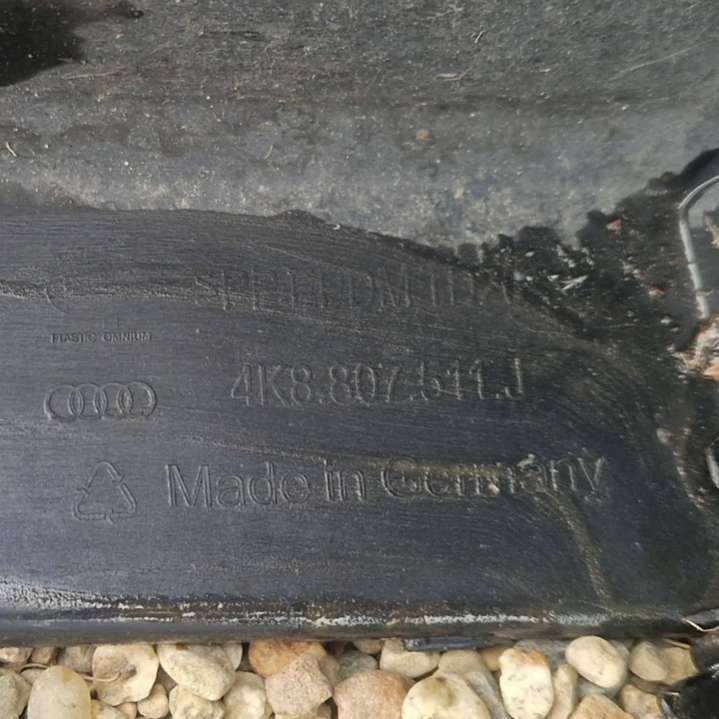 PLASTIC OMNIUM
4K8.807.511.J
Made in Germany